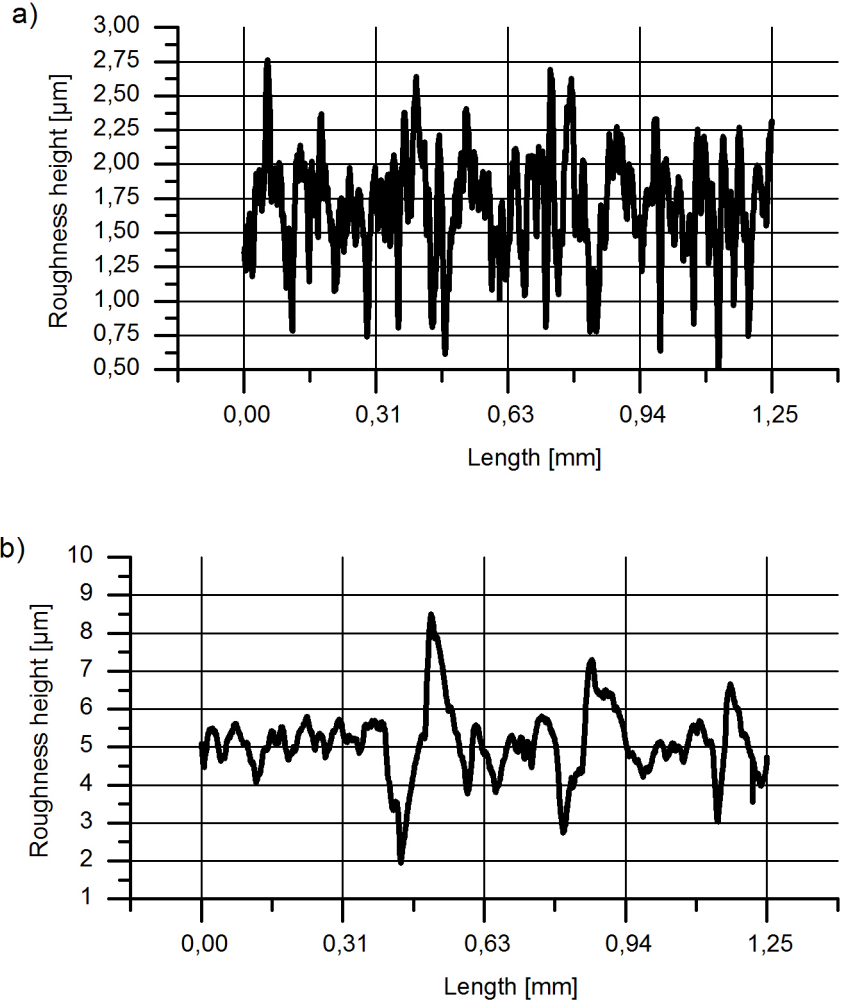 a)
Roughness height [µm]
3,00
2,75
2,50
2,25
2,00
1,75
1,50
1,25
1,00
0,75
0,50
0,00 0,31 0,63 0,94 1,25
Length [mm]
b)
Roughness height [µm]
10
9
8
7
6
5
4
3
2
1
0,00 0,31 0,63 0,94 1,25
Length [mm]